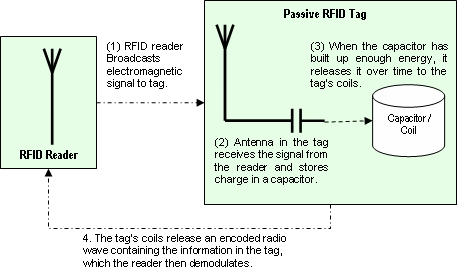 Passive RFID Tag
(1) RFID reader
Broadcasts
electromagnetic
signal to tag.
(3) When the capacitor has
built up enough energy, it
releases it over time to the
tag's coils.
RFID Reader
Capacitor /
Coil
(2) Antenna in the tag
receives the signal from
the reader and stores
charge in a capacitor.
4. The tag's coils release an encoded radio
wave containing the information in the tag,
which the reader then demodulates.